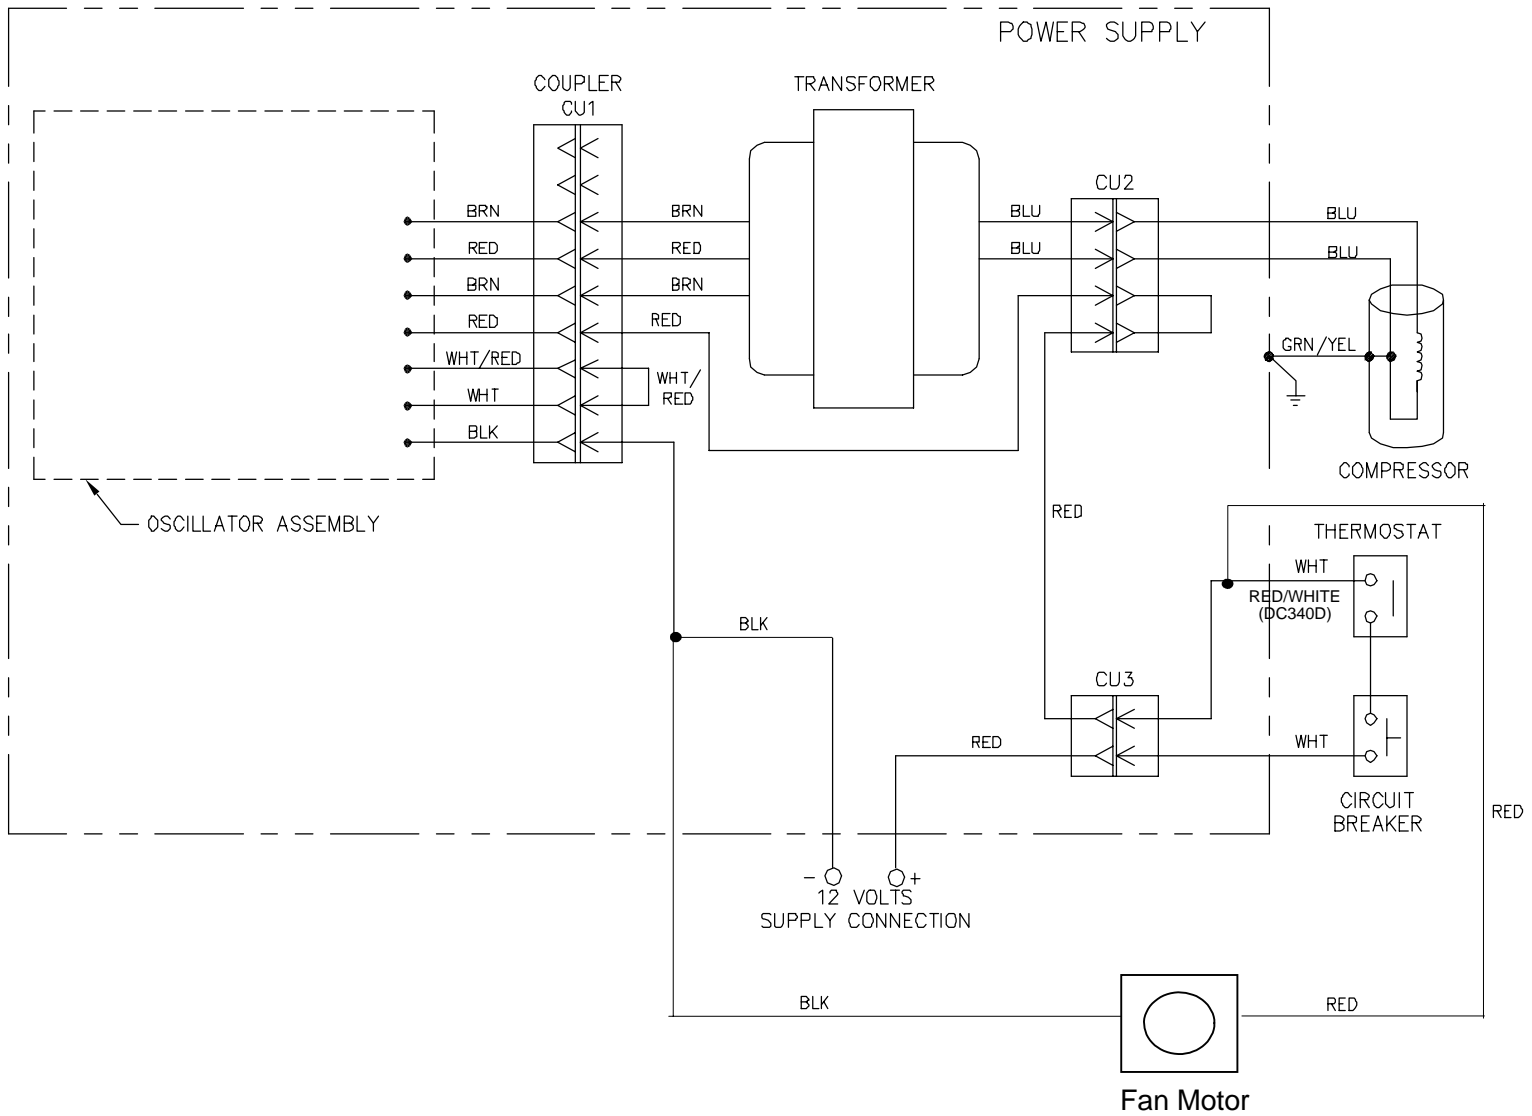 POWER SUPPLY
COUPLER
CU1
TRANSFORMER
CU2
BRN
BRN
BLU
BLU
RED
RED
BLU
BLU
BRN
BRN
RED
RED
WHT/RED
WHT/
RED
WHT
BLK
GRN/YEL
COMPRESSOR
OSCILLATOR ASSEMBLY
RED
THERMOSTAT
WHT
RED/WHITE
(DC340D)
BLK
CU3
RED
WHT
CIRCUIT
BREAKER
RED
- +
12 VOLTS
SUPPLY CONNECTION
BLK
RED
Fan Motor